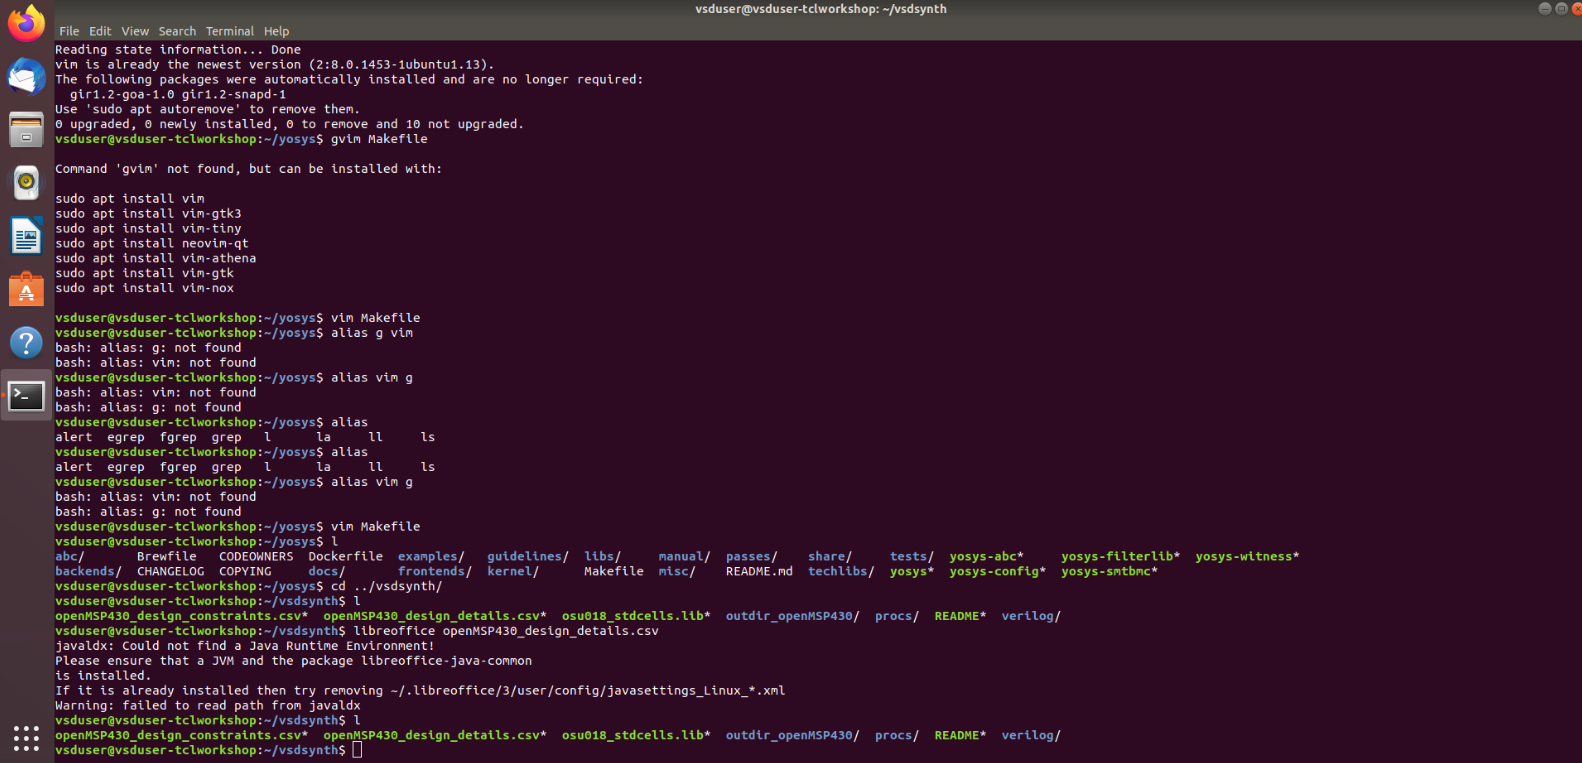 vsduser@vsduser-tclworkshop: ~/vsdsynth
File Edit View Search Terminal Help
Reading state information... Done
vim is already the newest version (2:8.0.1453-1ubuntu1.13).
The following packages were automatically installed and are no longer required:
  gir1.2-goa-1.0 gir1.2-snapd-1
Use 'sudo apt autoremove' to remove them.
0 upgraded, 0 newly installed, 0 to remove and 10 not upgraded.
vsduser@vsduser-tclworkshop:~/yosys$ gvim Makefile
Command 'gvim' not found, but can be installed with:
sudo apt install vim
sudo apt install vim-gtk3
sudo apt install vim-tiny
sudo apt install neovim-qt
sudo apt install vim-athena
sudo apt install vim-gtk
sudo apt install vim-nox
vsduser@vsduser-tclworkshop:~/yosys$ vim Makefile
vsduser@vsduser-tclworkshop:~/yosys$ alias g vim
bash: alias: g: not found
bash: alias: vim: not found
vsduser@vsduser-tclworkshop:~/yosys$ alias vim g
bash: alias: vim: not found
bash: alias: g: not found
vsduser@vsduser-tclworkshop:~/yosys$ alias
alert  egrep  fgrep  grep  l      la     ll     ls
vsduser@vsduser-tclworkshop:~/yosys$ alias
alert  egrep  fgrep  grep  l      la     ll     ls
vsduser@vsduser-tclworkshop:~/yosys$ alias vim g
bash: alias: vim: not found
bash: alias: g: not found
vsduser@vsduser-tclworkshop:~/yosys$ vim Makefile
vsduser@vsduser-tclworkshop:~/yosys$ l
abc/       Brewfile   CODEOWNERS  Dockerfile  examples/   guidelines/  libs/     manual/  passes/    share/     tests/  yosys-abc*     yosys-filterlib*  yosys-witness*
backends/  CHANGELOG  COPYING     docs/       frontends/  kernel/      Makefile  misc/    README.md  techlibs/  yosys*  yosys-config*  yosys-smtbmc*
vsduser@vsduser-tclworkshop:~/yosys$ cd ../vsdsynth/
vsduser@vsduser-tclworkshop:~/vsdsynth$ l
openMSP430_design_constraints.csv*  openMSP430_design_details.csv*  osu018_stdcells.lib*  outdir_openMSP430/  procs/  README*  verilog/
vsduser@vsduser-tclworkshop:~/vsdsynth$ libreoffice openMSP430_design_details.csv
javaldx: Could not find a Java Runtime Environment!
Please ensure that a JVM and the package libreoffice-java-common
is installed.
If it is already installed then try removing ~/.libreoffice/3/user/config/javasettings_Linux_*.xml
Warning: failed to read path from javaldx
vsduser@vsduser-tclworkshop:~/vsdsynth$ l
openMSP430_design_constraints.csv*  openMSP430_design_details.csv*  osu018_stdcells.lib*  outdir_openMSP430/  procs/  README*  verilog/
vsduser@vsduser-tclworkshop:~/vsdsynth$